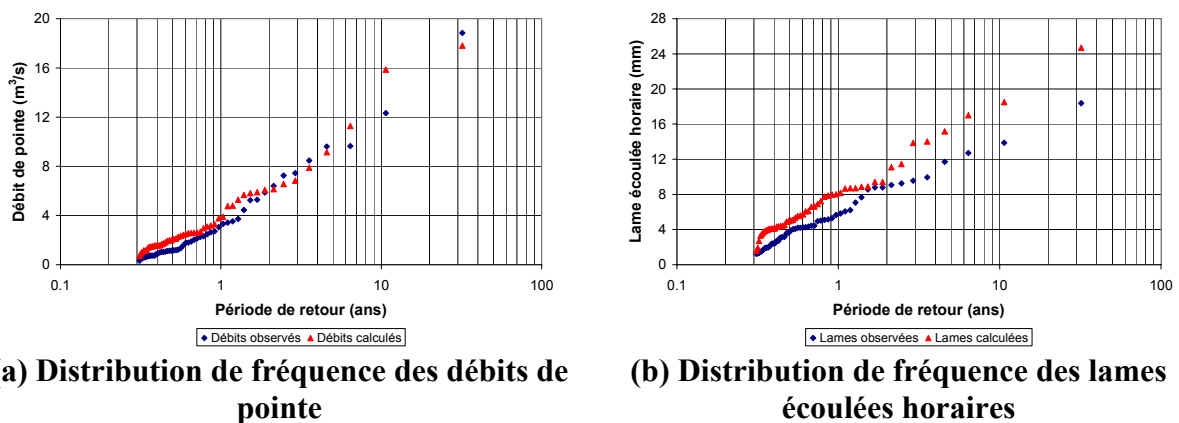 20
16
12
8
4
0
0.1
1
10
100
Débit de pointe (m³/s)
Période de retour (ans)
Débits observés
Débits calculés
28
24
20
16
12
8
4
0
0.1
1
10
100
Lame écoulée horaire (mm)
Période de retour (ans)
Lames observées
Lames calculées
a) Distribution de fréquence des débits de
pointe
(b) Distribution de fréquence des lames
écoulées horaires